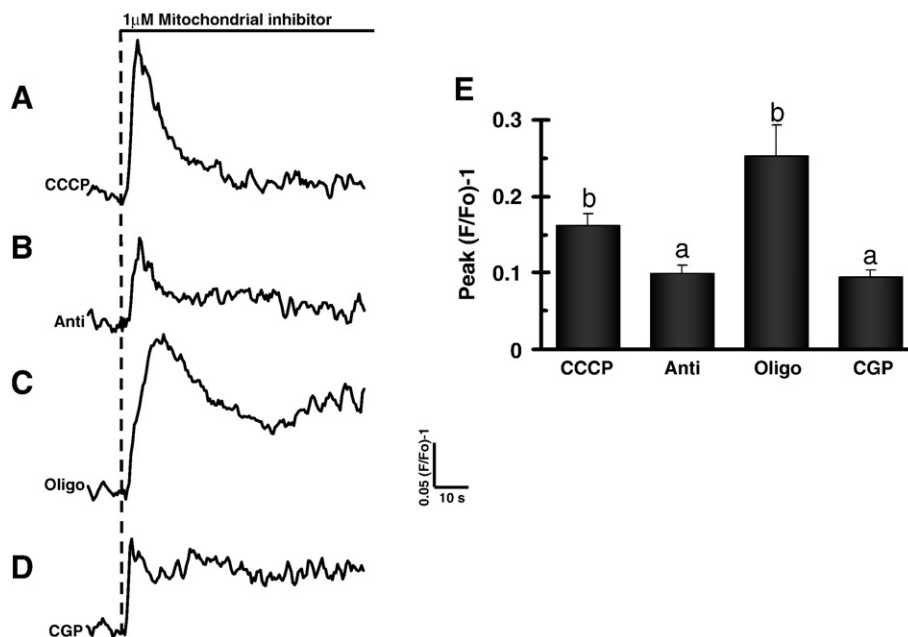 1μM Mitochondrial inhibitor
A
CCCP
B
Anti
C
Oligo
D
CGP
0.05 (F/Fo)-1
10 s
E
Peak (F/Fo)-1
0.3
0.2
0.1
0
b
a
b
a
CCCP Anti Oligo CGP